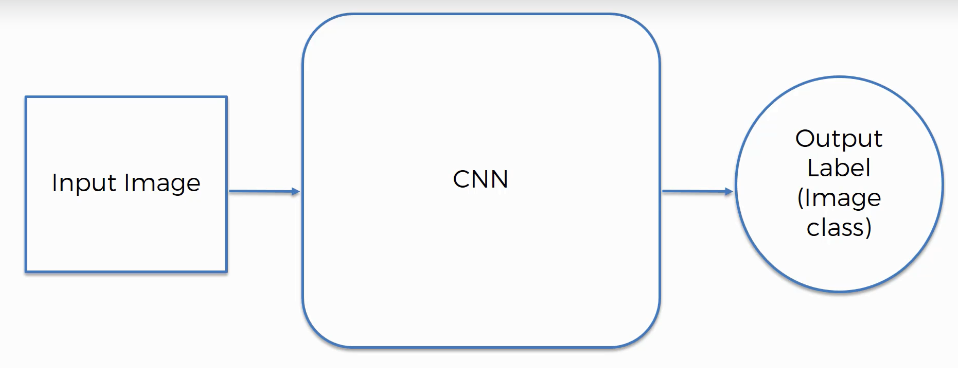 Input Image
CNN
Output
Label
(Image
class)